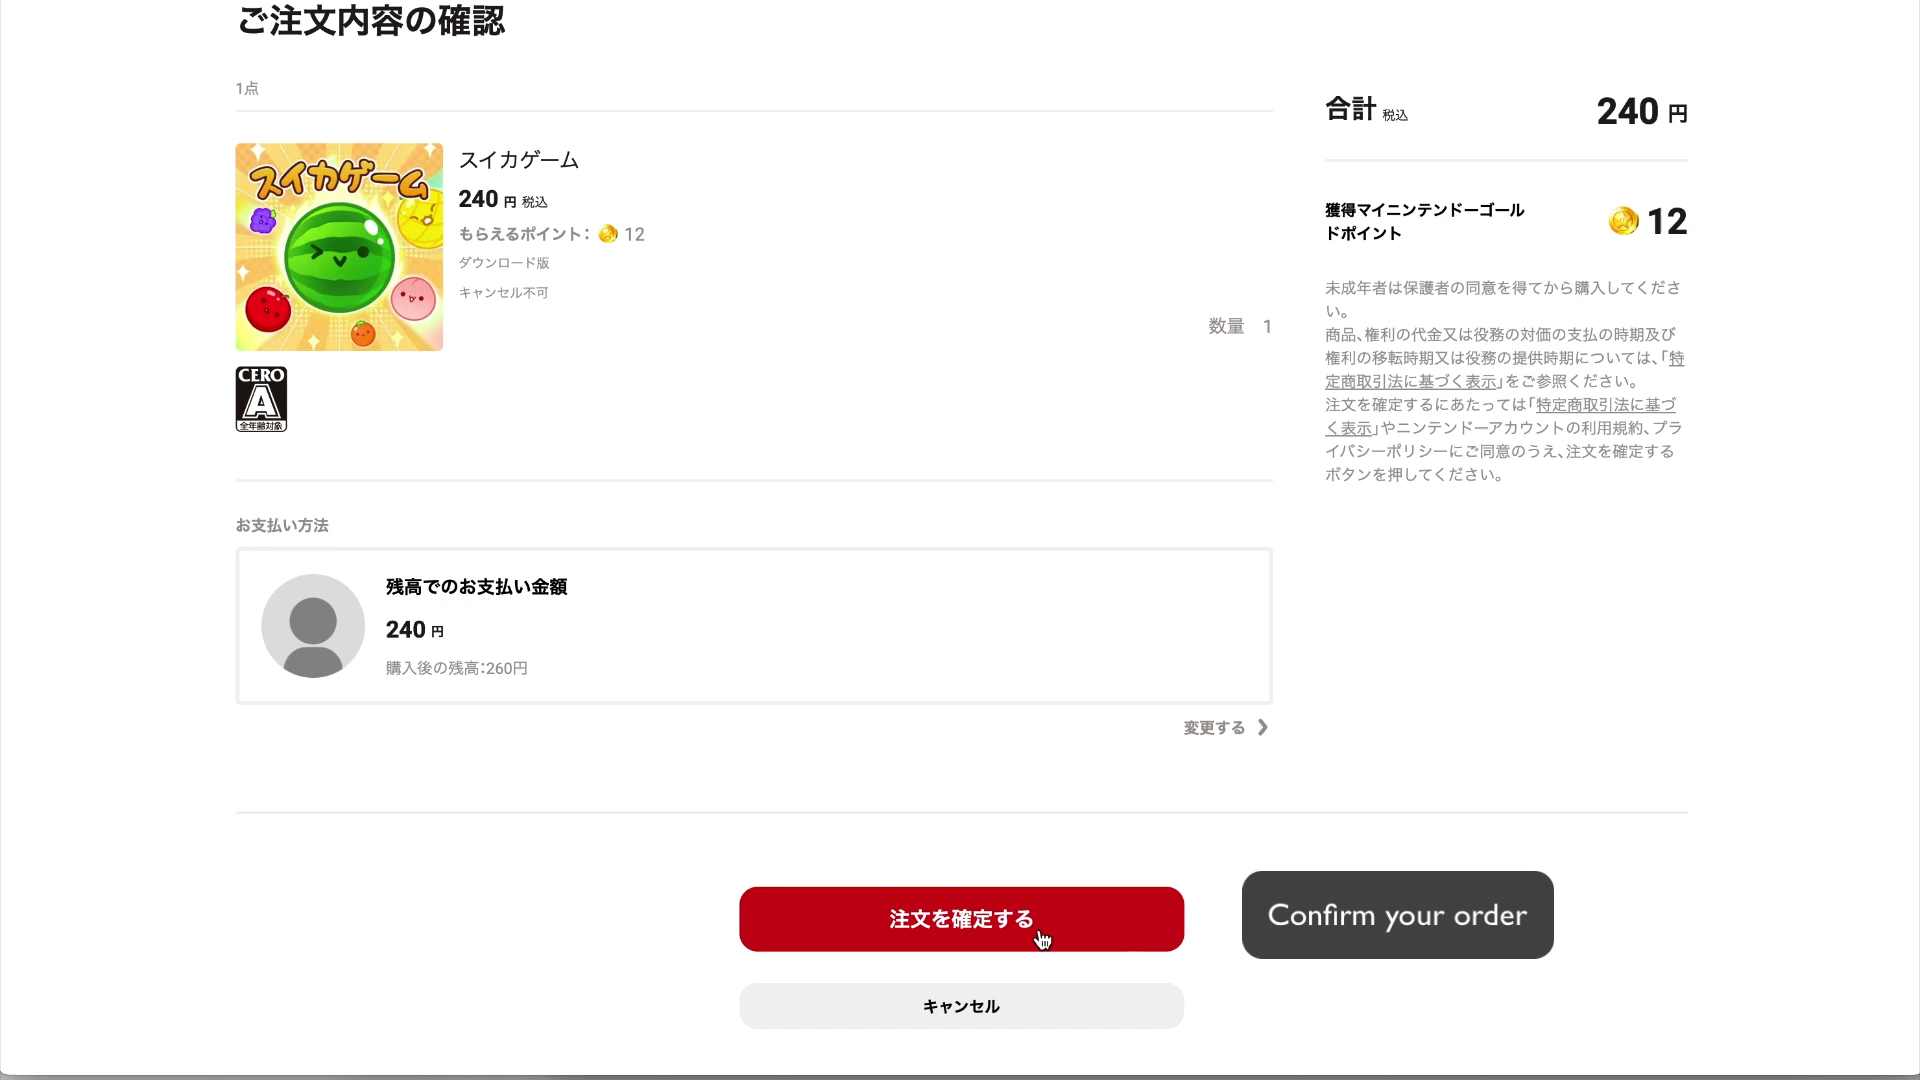 ご注文内容の確認
1点
スイカゲーム
スイカゲーム
240 円 税込
もらえるポイント: 12
ダウンロード版
キャンセル不可
数量 1
CERO
A
全年齢対象
お支払い方法
残高でのお支払い金額
240 円
購入後の残高:260円
変更する
合計 税込 240 円
獲得マイニンテンドーゴール
ドポイント
12
未成年者は保護者の同意を得てから購入してくださ
い。
商品、権利の代金又は役務の対価の支払の時期及び
権利の移転時期又は役務の提供時期については、「特
定商取引法に基づく表示」をご参照ください。
注文を確定するにあたっては「特定商取引法に基づ
く表示」やニンテンドーアカウントの利用規約、プラ
イバシーポリシーにご同意のうえ、注文を確定する
ボタンを押してください。
注文を確定する
Confirm your order
キャンセル